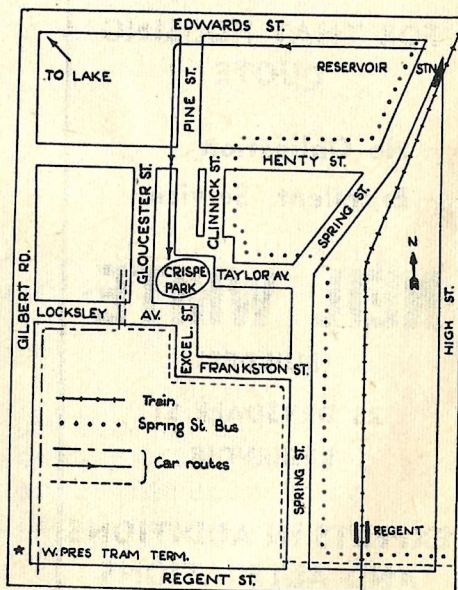 EDWARDS ST.
TO LAKE
RESERVOIR
STN
PINE ST.
HENTY ST.
GLOUCESTER ST.
CLINNICK ST.
SPRING ST.
GILBERT RD.
CRISPE
PARK
TAYLOR AV.
N
HIGH ST.
LOCKSLEY AV.
EXCEL. ST.
FRANKSTON ST.
Train
Spring St. Bus
Car routes
SPRING ST.
REGENT
* W. PRES TRAM TERM.
REGENT ST.